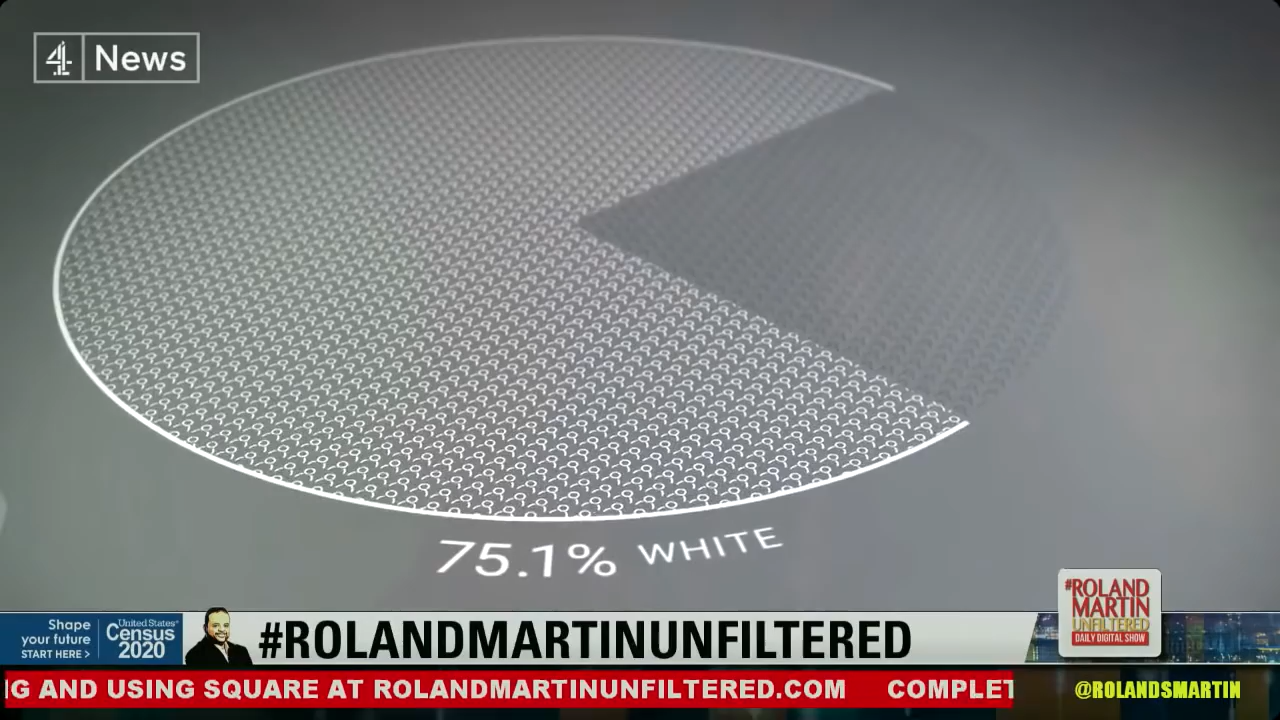 4 News
75.1% WHITE
Shape
your future
START HERE >
United States®
Census
2020
#ROLANDMARTINUNFILTERED
#ROLAND
MARTIN
UNFILTERED
DAILY DIGITAL SHOW
IG AND USING SQUARE AT ROLANDMARTINUNFILTERED.COM COMPLET
@ROLANDSMARTIN